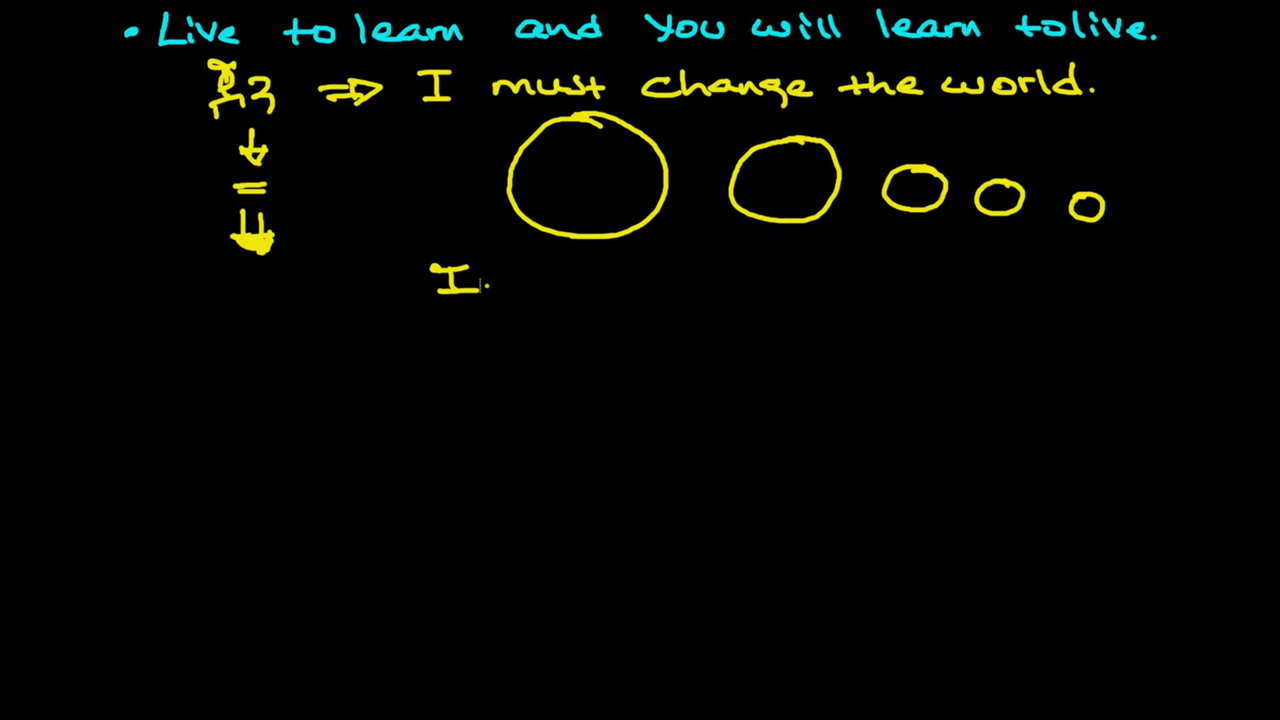 • Live to learn and you will learn to live.
⇒ I must change the world.
I